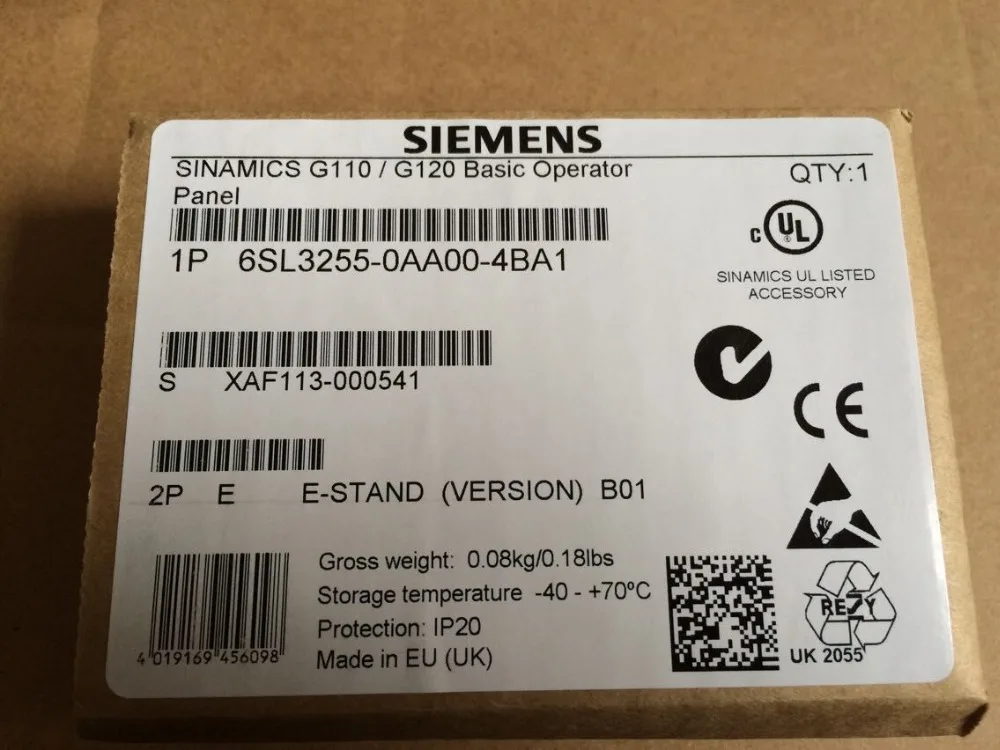 SIEMENS
SINAMICS G110 / G120 Basic Operator
Panel
QTY:1
1P 6SL3255-0AA00-4BA1
C UL
SINAMICS UL LISTED
ACCESSORY
S XAF113-000541
CE
2P E E-STAND (VERSION) B01
Gross weight: 0.08kg/0.18lbs
Storage temperature -40 - +70ºC
Protection: IP20
Made in EU (UK)
4 019169 456098
RESY
UK 2055